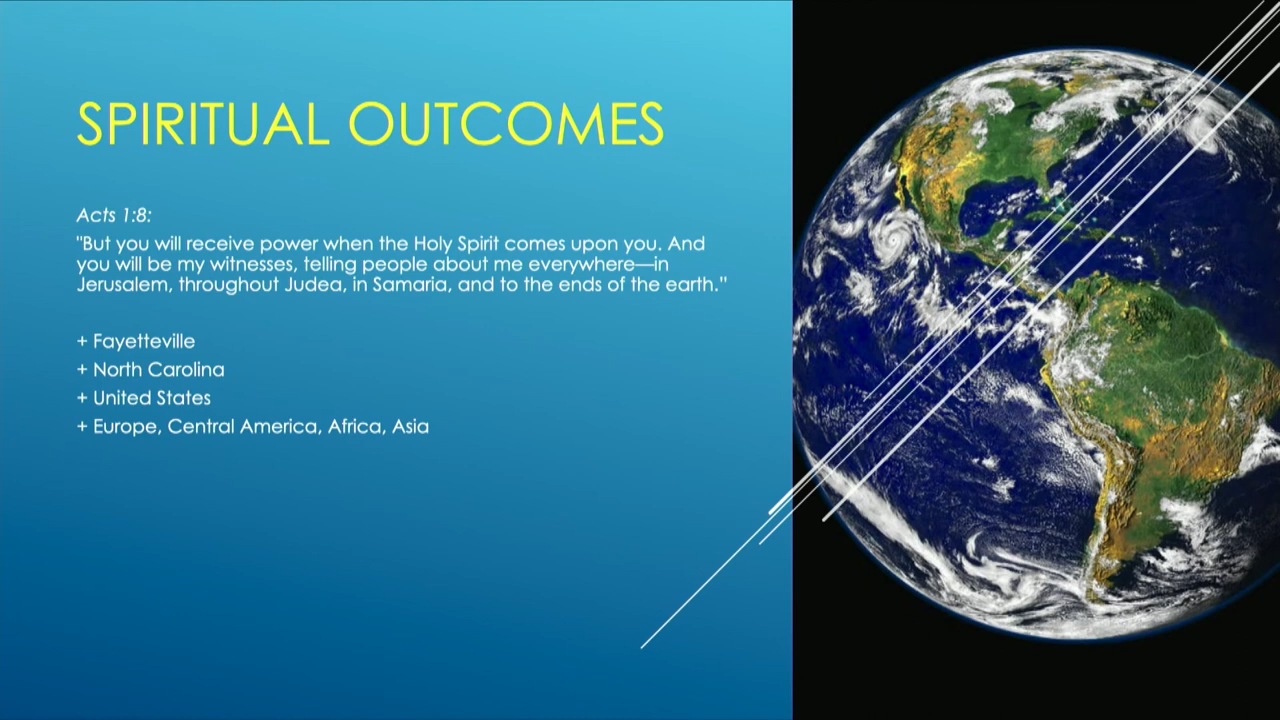 SPIRITUAL OUTCOMES
Acts 1:8:
"But you will receive power when the Holy Spirit comes upon you. And
you will be my witnesses, telling people about me everywhere—in
Jerusalem, throughout Judea, in Samaria, and to the ends of the earth."
+ Fayetteville
+ North Carolina
+ United States
+ Europe, Central America, Africa, Asia